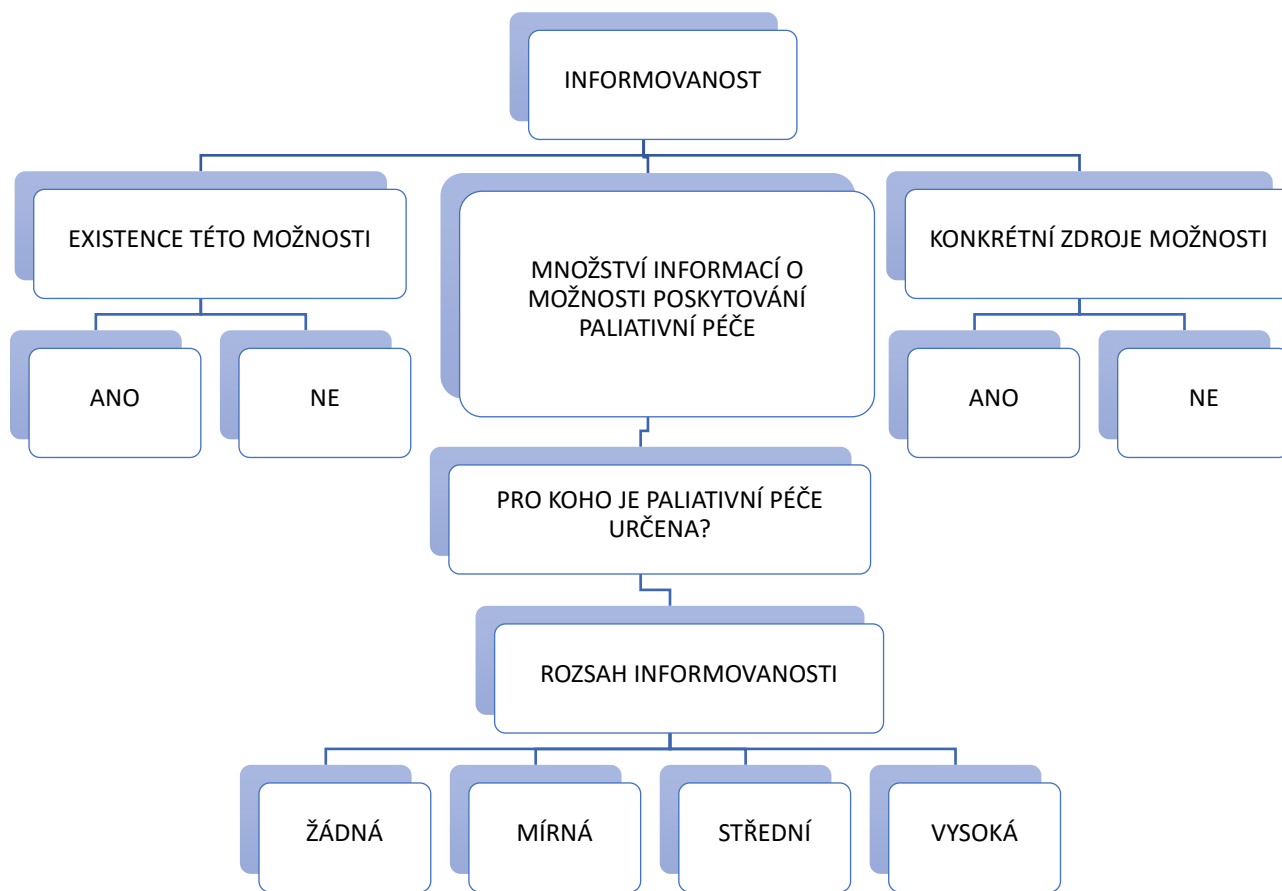 INFORMOVANOST
EXISTENCE TÉTO MOŽNOSTI
MNOŽSTVÍ INFORMACÍ O
MOŽNOSTI POSKYTOVÁNÍ
PALIATIVNÍ PÉČE
KONKRÉTNÍ ZDROJE MOŽNOSTI
ANO
NE
ANO
NE
PRO KOHO JE PALIATIVNÍ PÉČE
URČENA?
ROZSAH INFORMOVANOSTI
ŽÁDNÁ
MÍRNÁ
STŘEDNÍ
VYSOKÁ